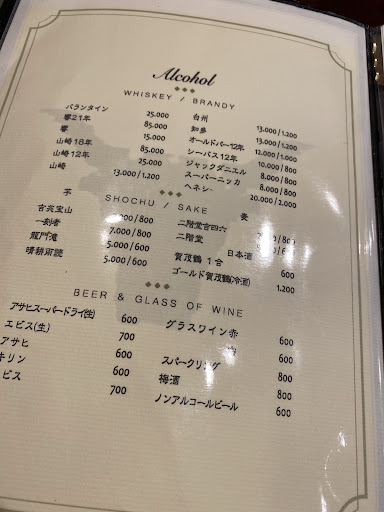 Alcohol
WHISKEY / BRANDY
バランタイン 25.000
響21年 85.000
響 15.000
山崎18年 85.000
山崎12年 25.000
山崎 13.000/1.200
白州 13.000/1.200
知多 13.000/1.200
オールドパー12年 12.000/1.000
シーバス12年 10.000/800
ジャックダニエル 8.000/800
スーパーニッカ 8.000/800
ヘネシー 20.000/2.000
SHOCHU / SAKE
芋
吉兆宝山 /800
一刻者 7.000/800
龍門滝 5.000/600
晴耕雨読 5.000/600
麦
二階堂吉四六 /800
二階堂 /600
日本酒
賀茂鶴 1合 600
ゴールド賀茂鶴(冷酒) 1.200
BEER & GLASS OF WINE
アサヒスーパードライ(生) 600
エビス(生) 700
アサヒ 600
キリン 600
ビス 700
グラスワイン赤 600
600
スパークリング 800
梅酒 800
ノンアルコールビール 600